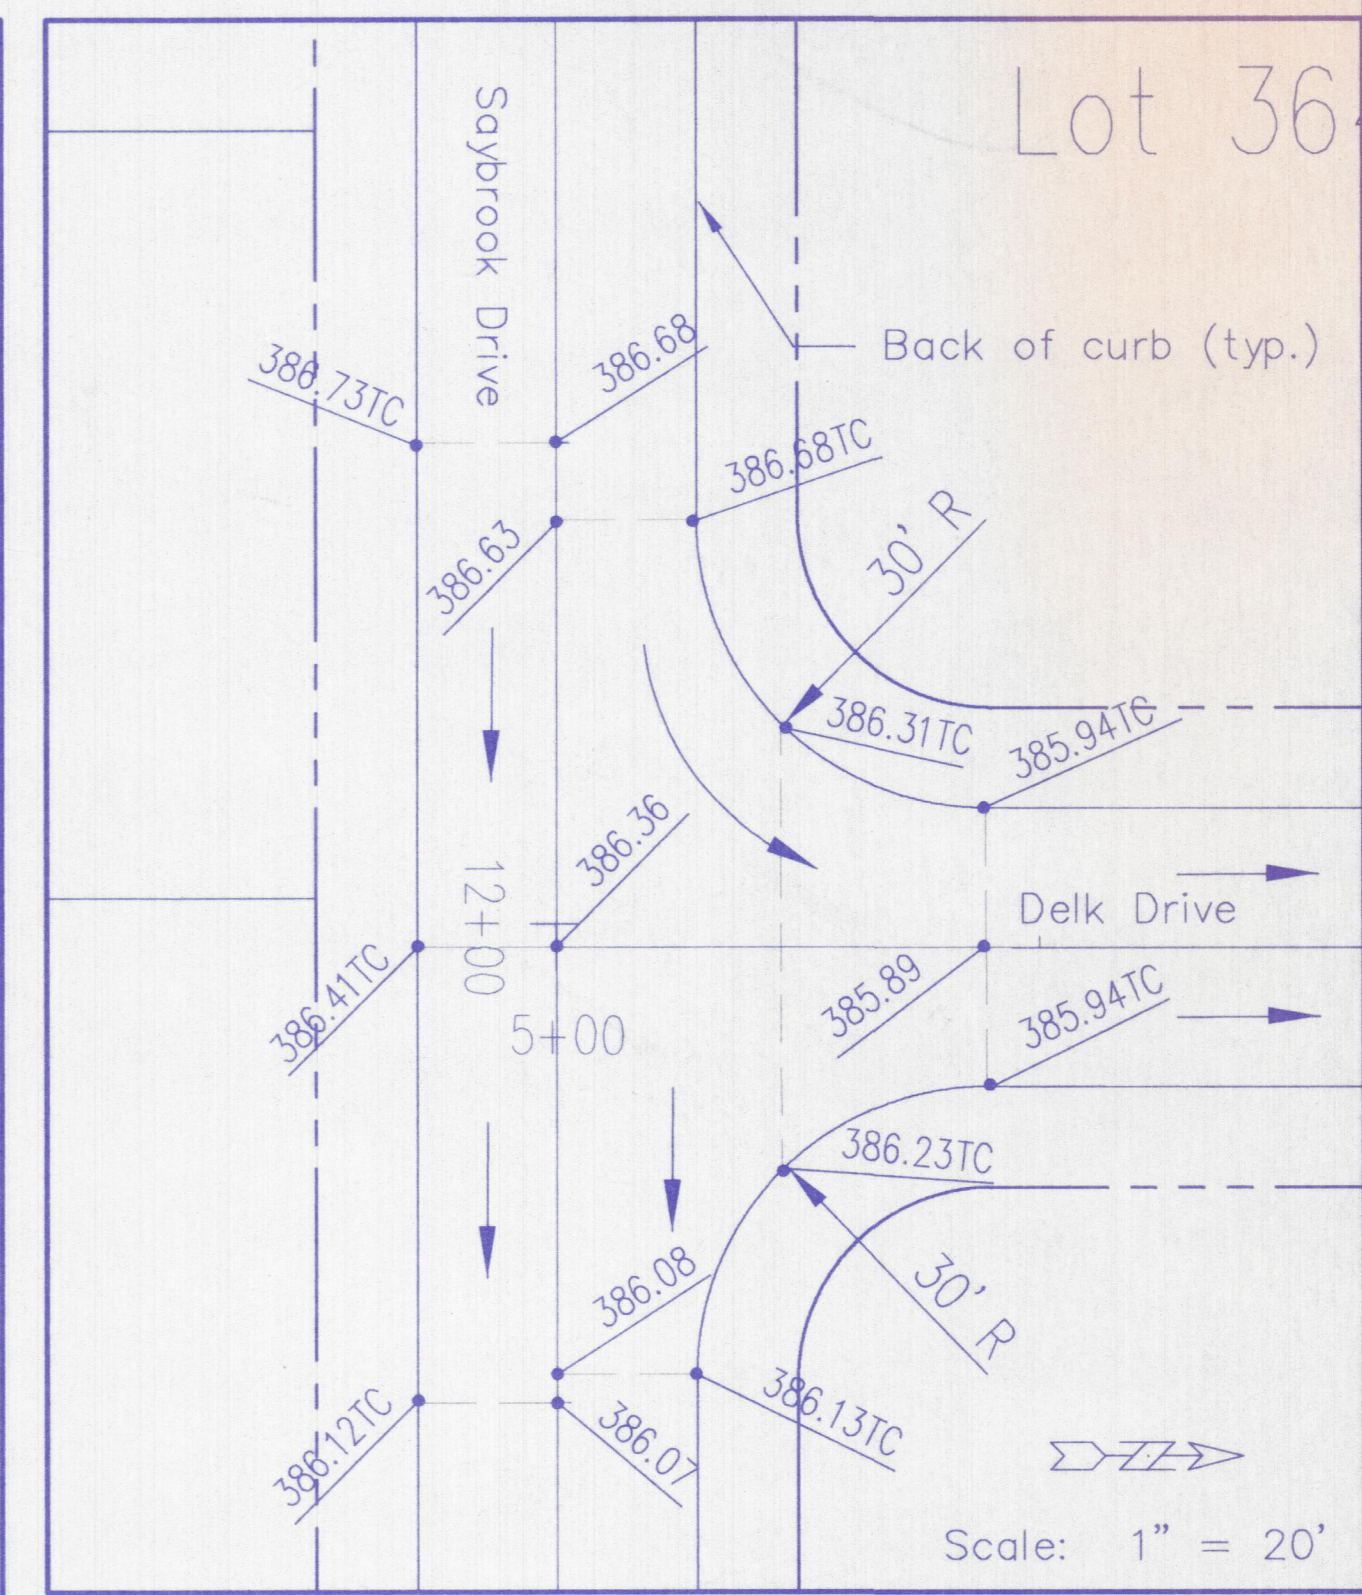 Lot 36
Saybrook Drive
386.68
Back of curb (typ.)
386.73TC
386.68TC
386.63
30' R
386.31TC
385.94TC
386.36
12+00
Delk Drive
386.41TC
385.89
385.94TC
5+00
386.23TC
386.08
30' R
386.12TC
386.07
386.13TC
Scale: 1" = 20'